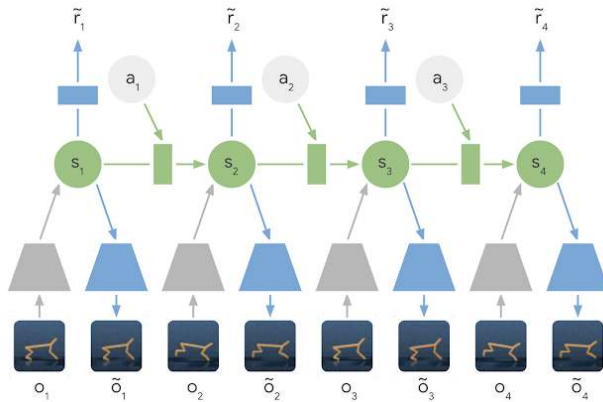 r̃₁ r̃₂ r̃₃ r̃₄
a₁ a₂ a₃
s₁ s₂ s₃ s₄
o₁ õ₁ o₂ õ₂ o₃ õ₃ o₄ õ₄